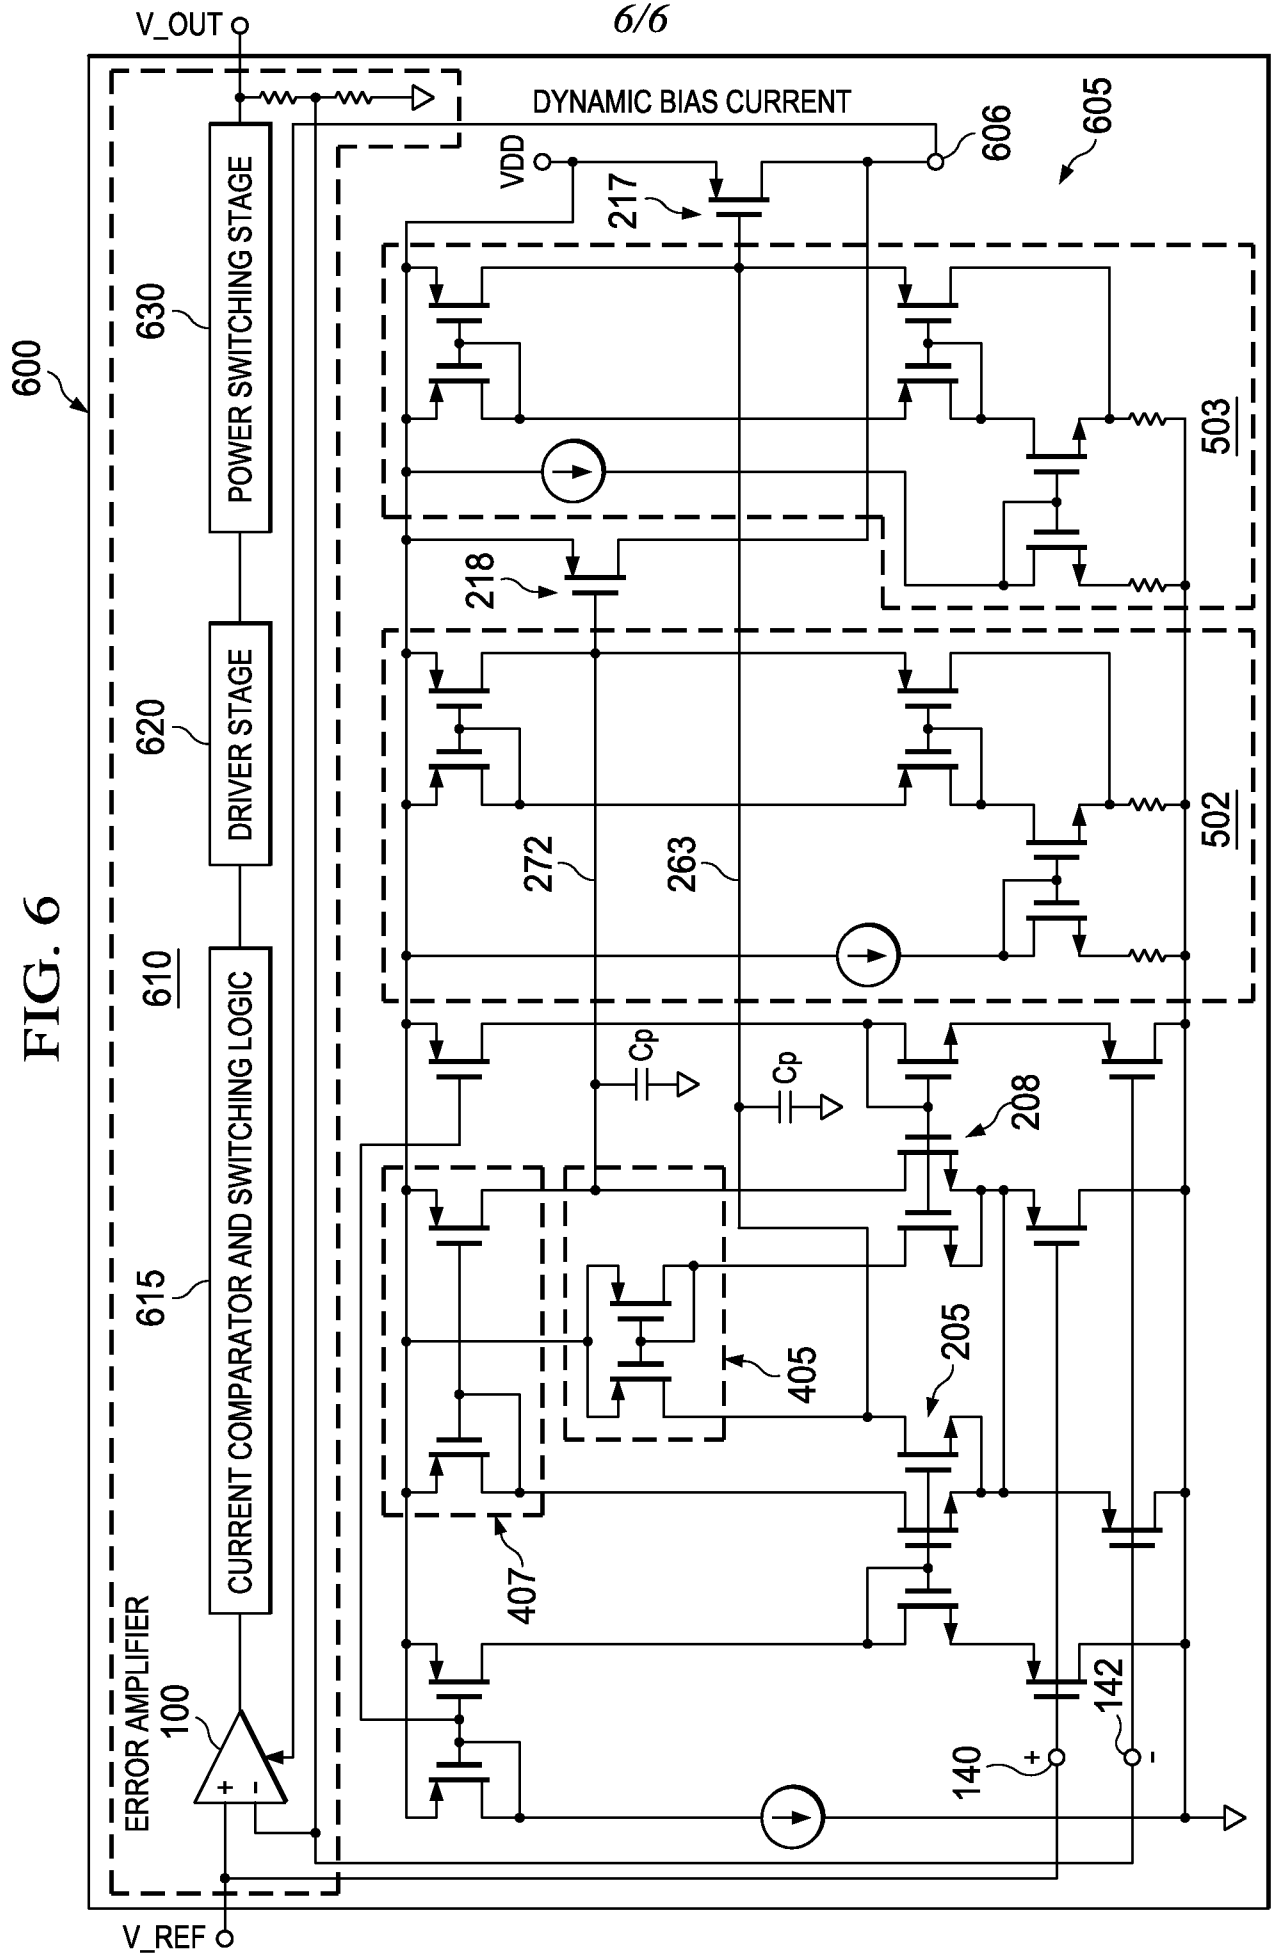 6/6
FIG. 6
600
V_OUT
630
POWER SWITCHING STAGE
620
DRIVER STAGE
610
615
CURRENT COMPARATOR AND SWITCHING LOGIC
ERROR AMPLIFIER
100
+
-
V_REF
DYNAMIC BIAS CURRENT
VDD
606
605
217
218
503
502
272
263
Cp
Cp
208
205
405
407
140
+
142
-